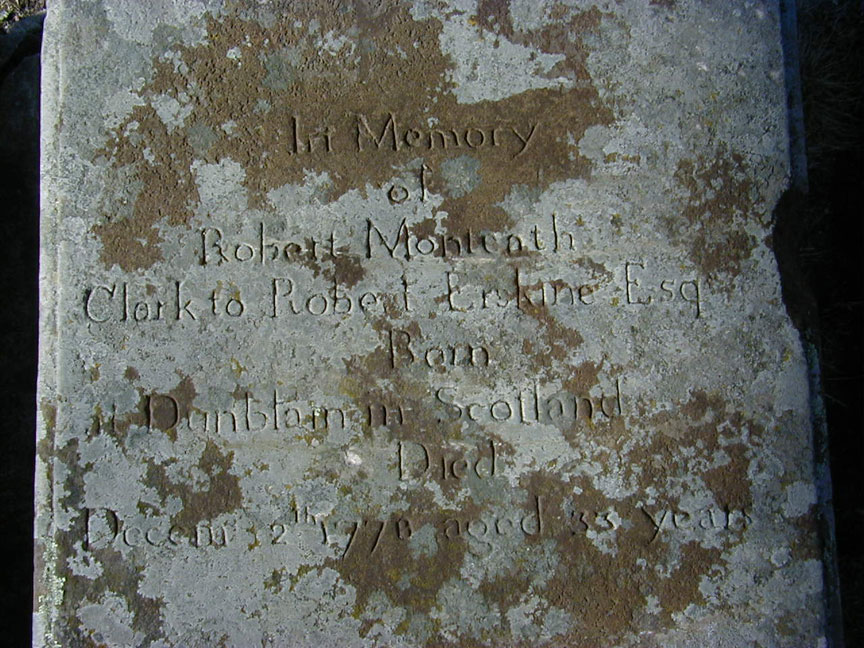 In Memory
of
Robert Monteath
Clark to Robert Erskine Esq
Born
at Dunblain in Scotland
Died
Decem 2th 1778 aged 33 years